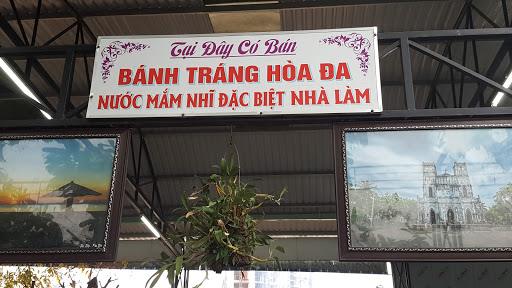 Tại Đây Có Bán
BÁNH TRÁNG HÒA ĐA
NƯỚC MẮM NHĨ ĐẶC BIỆT NHÀ LÀM